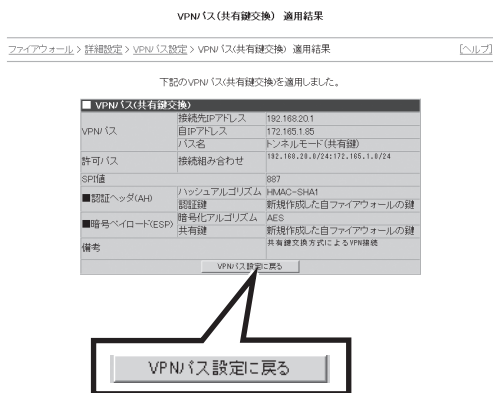 VPNパス(共有鍵交換) 適用結果
ファイアウォール > 詳細設定 > VPNパス設定 > VPNパス(共有鍵交換) 適用結果 [ヘルプ]
下記のVPNパス(共有鍵交換)を適用しました。
■ VPNパス(共有鍵交換)
VPNパス 接続先IPアドレス 192.168.20.1
自IPアドレス 172.165.1.85
パス名 トンネルモード(共有鍵)
許可パス 接続組み合わせ 192.168.20.0/24:172.165.1.0/24
SPI値 887
■認証ヘッダ(AH) ハッシュアルゴリズム HMAC-SHA1
認証鍵 新規作成した自ファイアウォールの鍵
■暗号ペイロード(ESP) 暗号化アルゴリズム AES
共有鍵 新規作成した自ファイアウォールの鍵
備考 共有鍵交換方式によるVPN接続
VPNパス設定に戻る
VPNパス設定に戻る